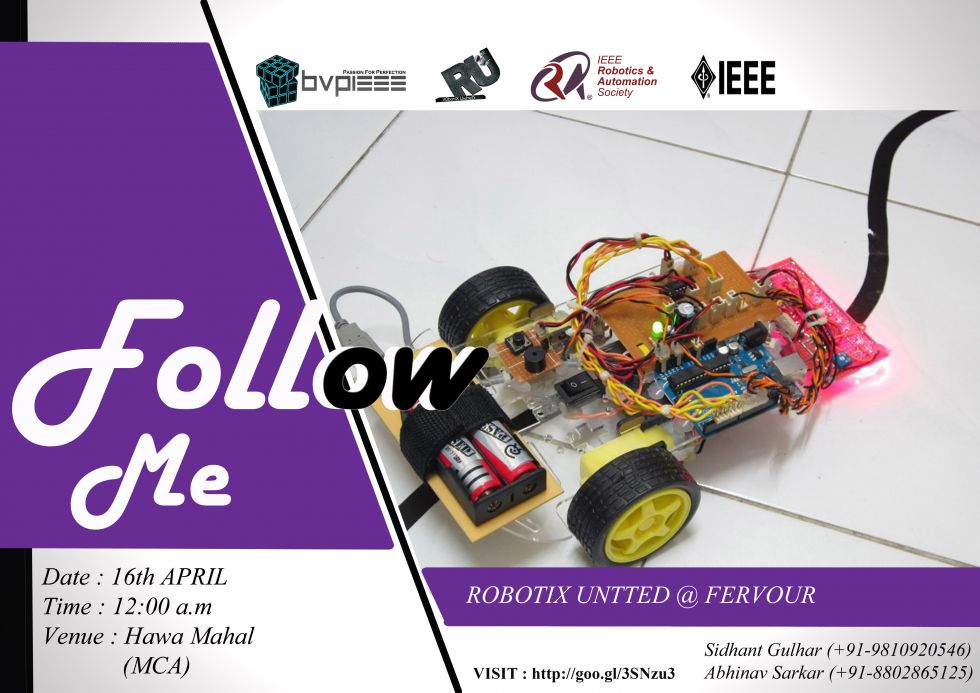 PASSION FOR PERFECTION
bvpIEEE
RU
IEEE
Robotics &
Automation
Society
IEEE
Follow
Me
Date : 16th APRIL
Time : 12:00 a.m
Venue : Hawa Mahal
(MCA)
ROBOTIX UNTTED @ FERVOUR
Sidhant Gulhar (+91-9810920546)
VISIT : http://goo.gl/3SNzu3 Abhinav Sarkar (+91-8802865125)